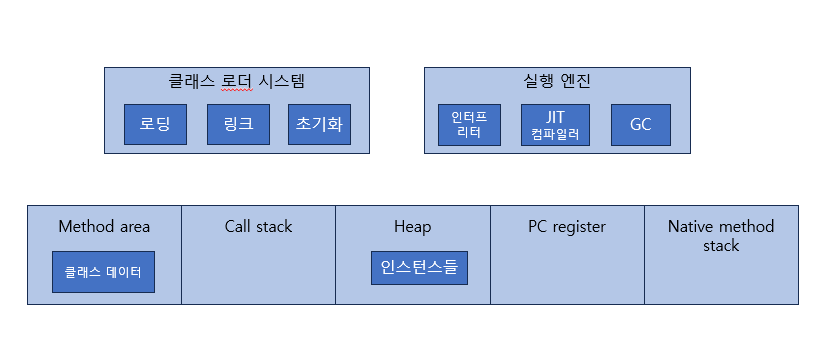 클래스 로더 시스템
로딩
링크
초기화
실행 엔진
인터프
리터
JIT
컴파일러
GC
Method area
클래스 데이터
Call stack
Heap
인스턴스들
PC register
Native method
stack